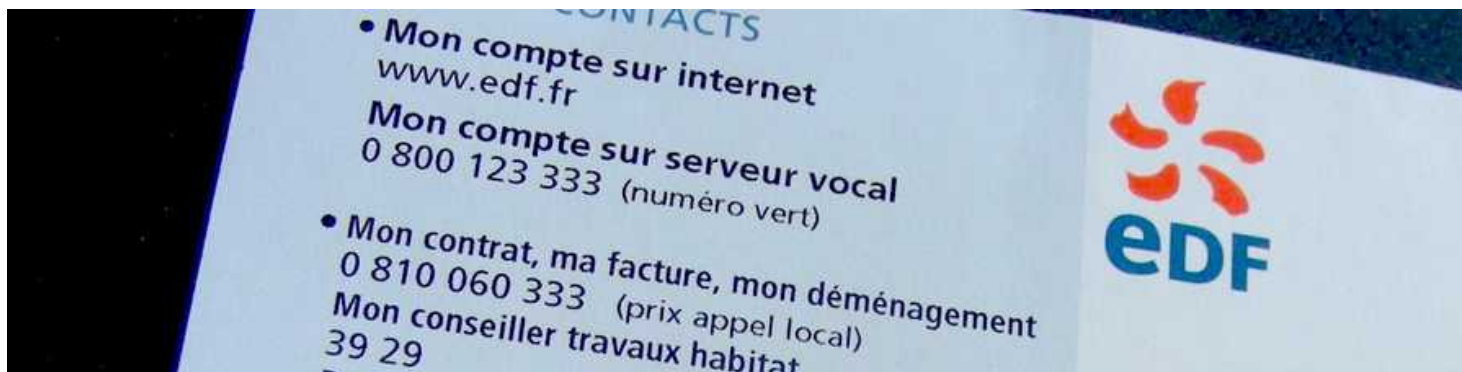 CONTACTS
• Mon compte sur internet
www.edf.fr
Mon compte sur serveur vocal
0 800 123 333 (numéro vert)
• Mon contrat, ma facture, mon déménagement
0 810 060 333 (prix appel local)
Mon conseiller travaux habitat
39 29
eDF